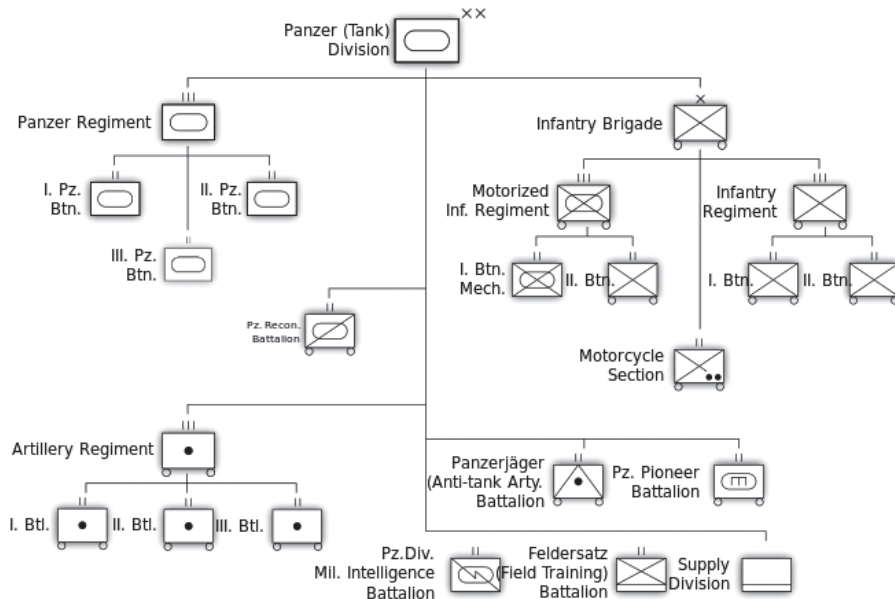 Panzer (Tank)
Division
Panzer Regiment
Infantry Brigade
I. Pz.
Btn.
II. Pz.
Btn.
Motorized
Inf. Regiment
Infantry
Regiment
III. Pz.
Btn.
I. Btn.
Mech.
II. Btn.
I. Btn.
II. Btn.
Pz. Recon.
Battalion
Motorcycle
Section
Artillery Regiment
Panzerjäger
(Anti-tank Arty.
Battalion
Pz. Pioneer
Battalion
I. Btl.
II. Btl.
III. Btl.
Pz.Div.
Mil. Intelligence
Battalion
Feldersatz
(Field Training)
Battalion
Supply
Division